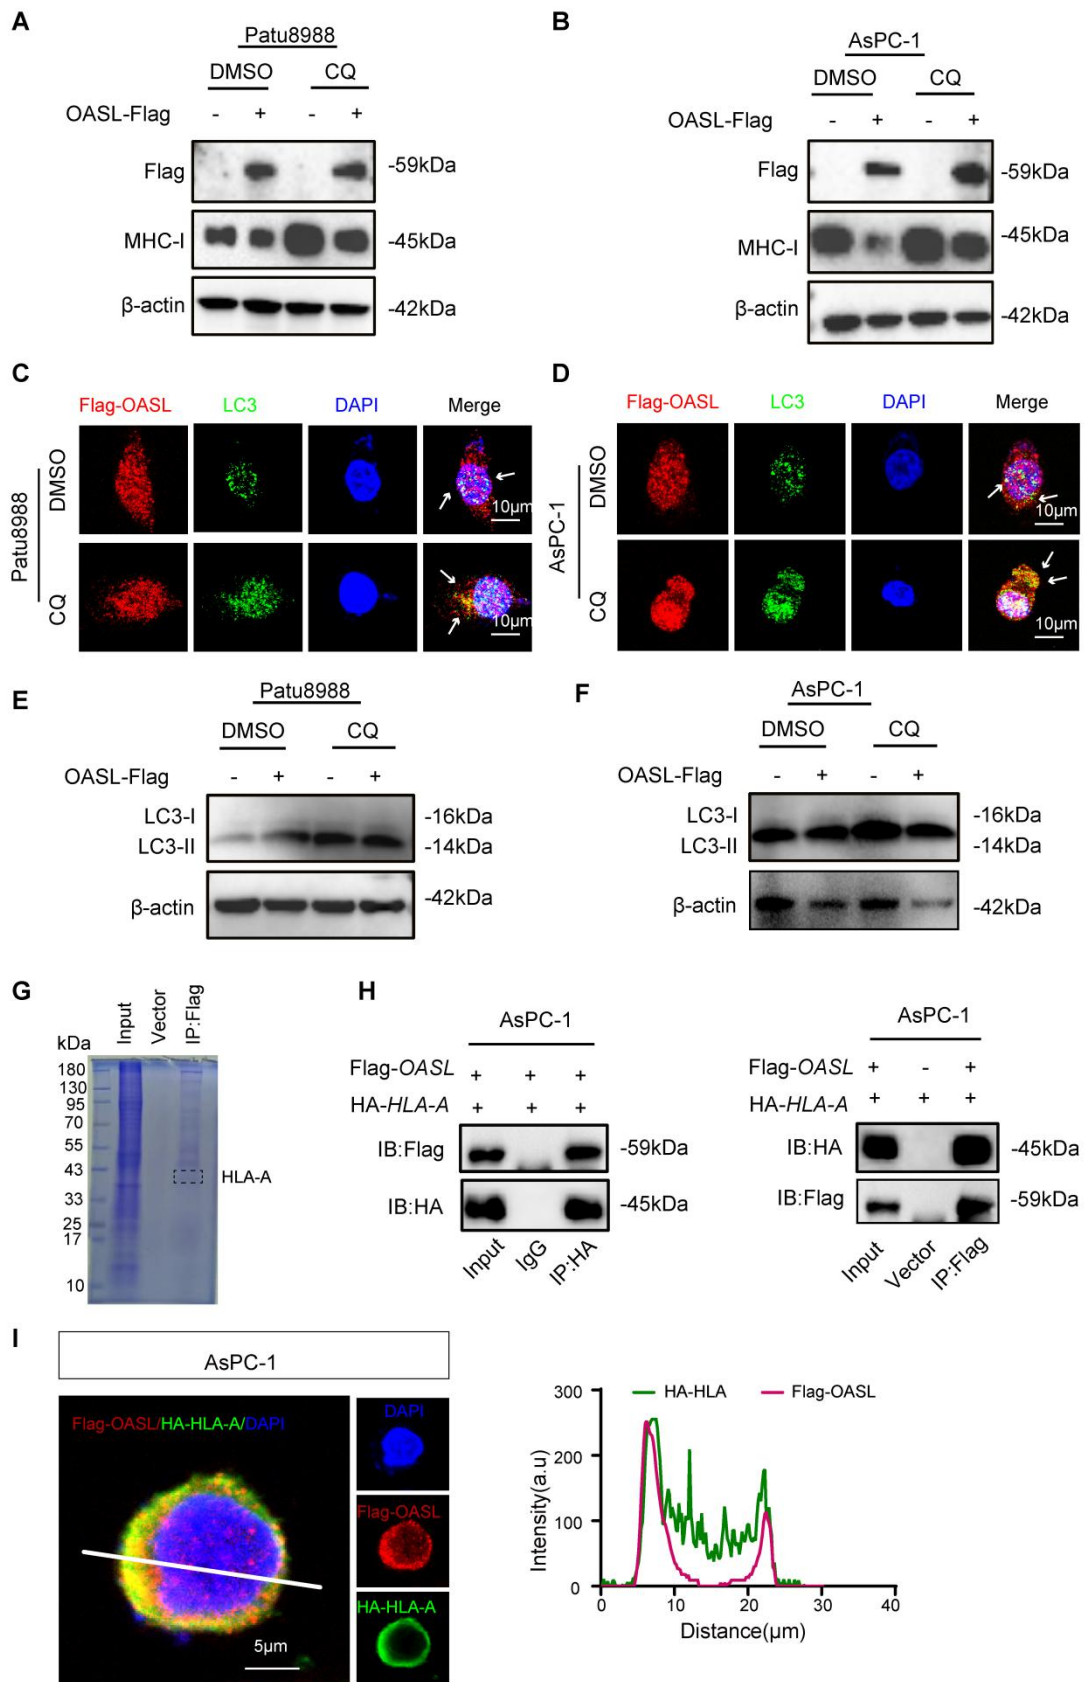 A
Patu8988
DMSO CQ
OASL-Flag - + - +
Flag -59kDa
MHC-I -45kDa
β-actin -42kDa
B
AsPC-1
DMSO CQ
OASL-Flag - + - +
Flag -59kDa
MHC-I -45kDa
β-actin -42kDa
C
Flag-OASL LC3 DAPI Merge
Patu8988
DMSO
10μm
CQ
10μm
D
Flag-OASL LC3 DAPI Merge
AsPC-1
DMSO
10μm
CQ
10μm
E
Patu8988
DMSO CQ
OASL-Flag - + - +
LC3-I -16kDa
LC3-II -14kDa
β-actin -42kDa
F
AsPC-1
DMSO CQ
OASL-Flag - + - +
LC3-I -16kDa
LC3-II -14kDa
β-actin -42kDa
G
Input Vector IP:Flag
kDa
180
130
95
70
55
43 HLA-A
33
25
17
10
H
AsPC-1
Flag-OASL + + +
HA-HLA-A + + +
IB:Flag -59kDa
IB:HA -45kDa
Input IgG IP:HA
AsPC-1
Flag-OASL + - +
HA-HLA-A + + +
IB:HA -45kDa
IB:Flag -59kDa
Input Vector IP:Flag
I
AsPC-1
Flag-OASL/HA-HLA-A/DAPI
5μm
DAPI
Flag-OASL
HA-HLA-A
HA-HLA Flag-OASL
Intensity(a.u)
300
200
100
0
0 10 20 30 40
Distance(μm)